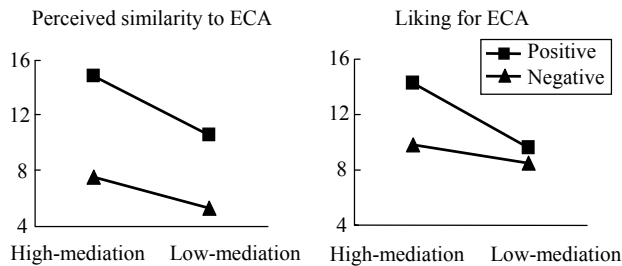 Perceived similarity to ECA
16
12
8
4
High-mediation Low-mediation
Liking for ECA
16
12
8
4
Positive
Negative
High-mediation Low-mediation